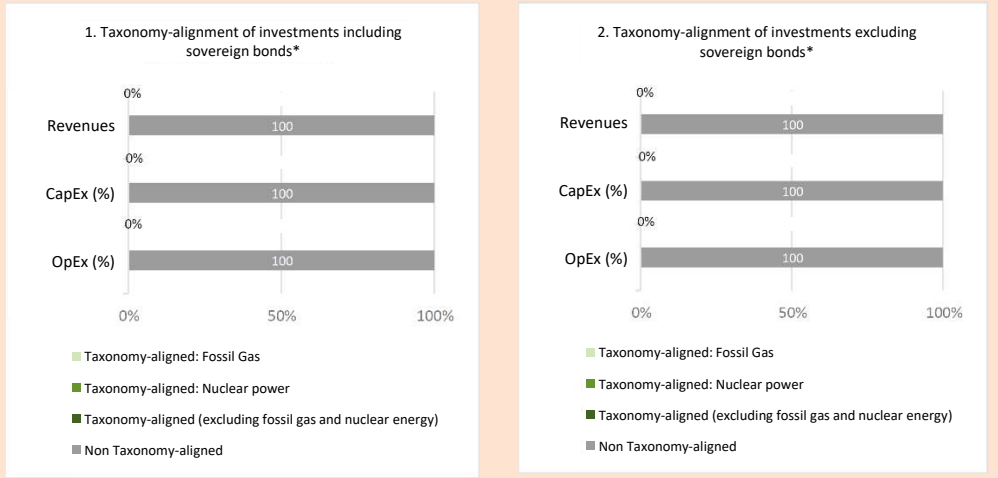 1. Taxonomy-alignment of investments including
sovereign bonds*
0%
Revenues
100
0%
CapEx (%)
100
0%
OpEx (%)
100
0%
50%
100%
Taxonomy-aligned: Fossil Gas
Taxonomy-aligned: Nuclear power
Taxonomy-aligned (excluding fossil gas and nuclear energy)
Non Taxonomy-aligned
2. Taxonomy-alignment of investments excluding
sovereign bonds*
0%
Revenues
100
0%
CapEx (%)
100
0%
OpEx (%)
100
0%
50%
100%
Taxonomy-aligned: Fossil Gas
Taxonomy-aligned: Nuclear power
Taxonomy-aligned (excluding fossil gas and nuclear energy)
Non Taxonomy-aligned